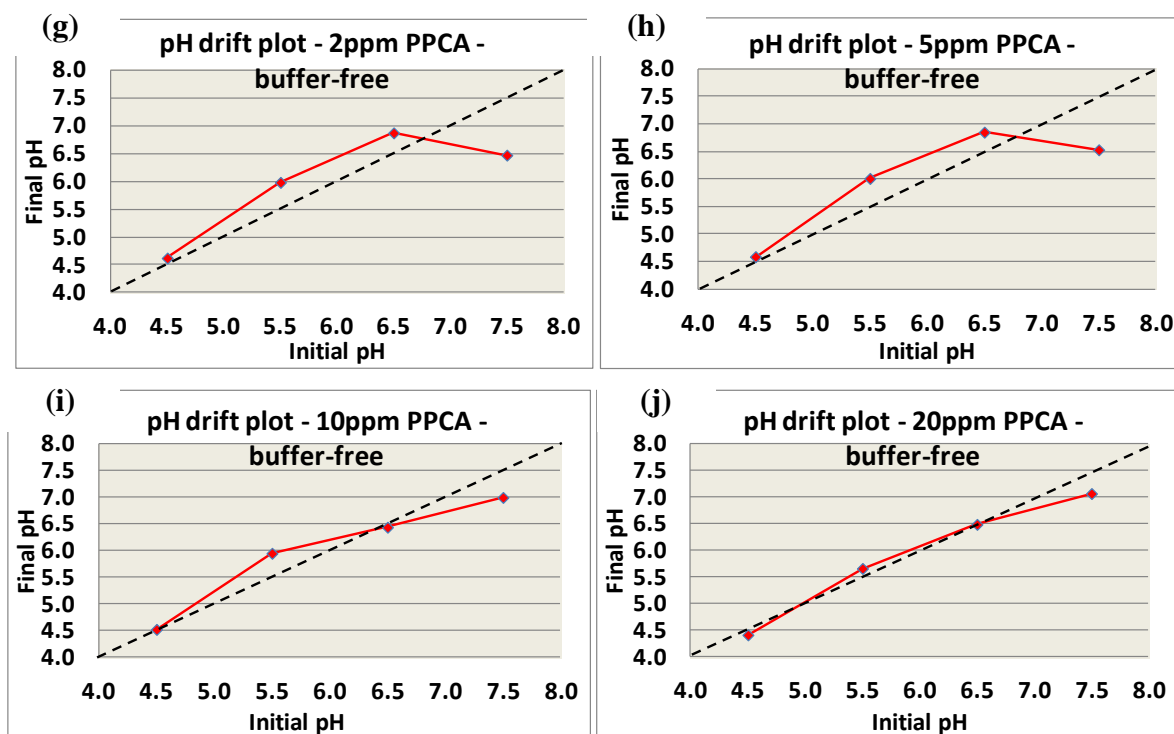 (g)
pH drift plot - 2ppm PPCA -
buffer-free
8.0
7.5
7.0
6.5
6.0
5.5
5.0
4.5
4.0
Final pH
4.0 4.5 5.0 5.5 6.0 6.5 7.0 7.5 8.0
Initial pH
(h)
pH drift plot - 5ppm PPCA -
buffer-free
8.0
7.5
7.0
6.5
6.0
5.5
5.0
4.5
4.0
Final pH
4.0 4.5 5.0 5.5 6.0 6.5 7.0 7.5 8.0
Initial pH
(i)
pH drift plot - 10ppm PPCA -
buffer-free
8.0
7.5
7.0
6.5
6.0
5.5
5.0
4.5
4.0
Final pH
4.0 4.5 5.0 5.5 6.0 6.5 7.0 7.5 8.0
Initial pH
(j)
pH drift plot - 20ppm PPCA -
buffer-free
8.0
7.5
7.0
6.5
6.0
5.5
5.0
4.5
4.0
Final pH
4.0 4.5 5.0 5.5 6.0 6.5 7.0 7.5 8.0
Initial pH